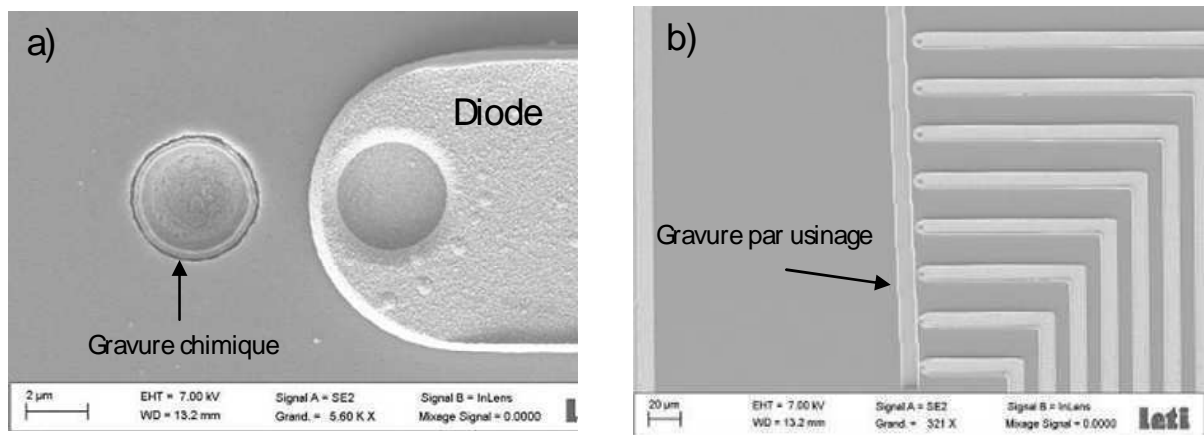 a)
Diode
Gravure chimique
2 µm
EHT = 7.00 kV
WD = 13.2 mm
Signal A = SE2
Grand. = 5.60 K X
Signal B = InLens
Mixage Signal = 0.0000
b)
Gravure par usinage
20 µm
EHT = 7.00 kV
WD = 13.2 mm
Signal A = SE2
Grand. = 321 X
Signal B = InLens
Mixage Signal = 0.0000
leti